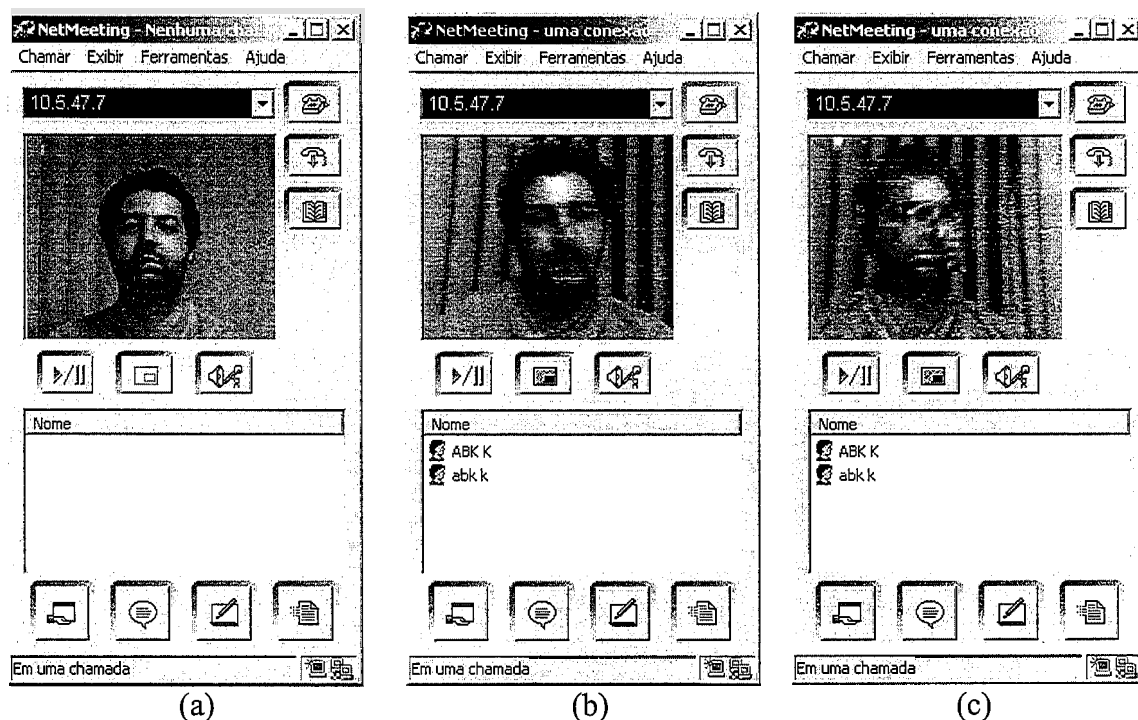 NetMeeting - Nenhuma cha
Chamar Exibir Ferramentas Ajuda
10.5.47.7
Nome
Em uma chamada
(a)
NetMeeting - uma conexão
Chamar Exibir Ferramentas Ajuda
10.5.47.7
Nome
ABK K
abk k
Em uma chamada
(b)
NetMeeting - uma conexão
Chamar Exibir Ferramentas Ajuda
10.5.47.7
Nome
ABK K
abk k
Em uma chamada
(c)